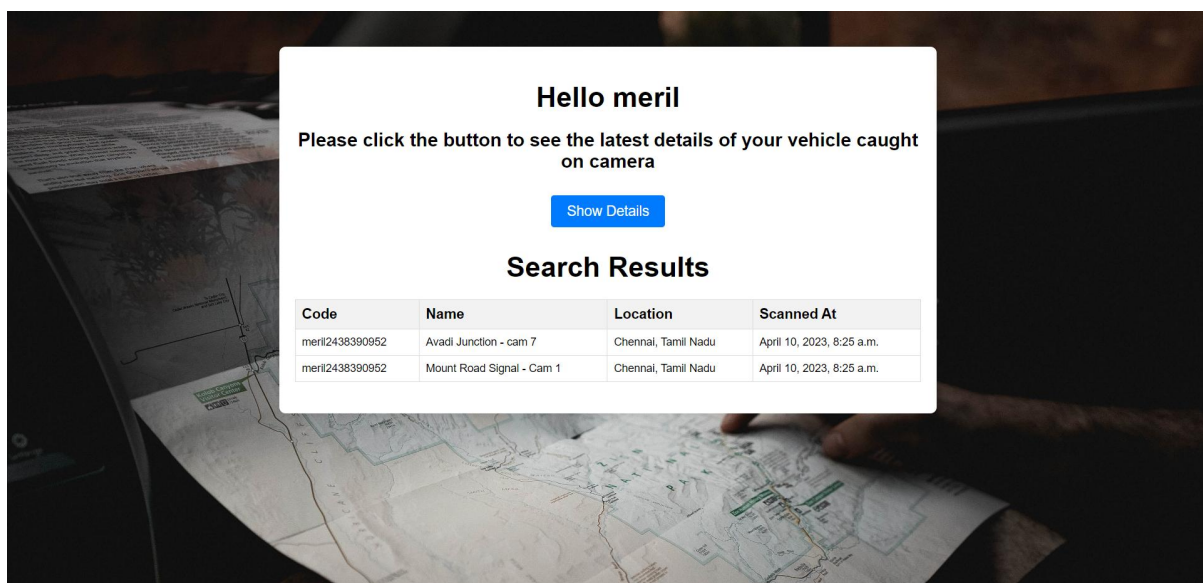 Hello meril
Please click the button to see the latest details of your vehicle caught
on camera
Show Details
Search Results
Code Name Location Scanned At
meril2438390952 Avadi Junction - cam 7 Chennai, Tamil Nadu April 10, 2023, 8:25 a.m.
meril2438390952 Mount Road Signal - Cam 1 Chennai, Tamil Nadu April 10, 2023, 8:25 a.m.